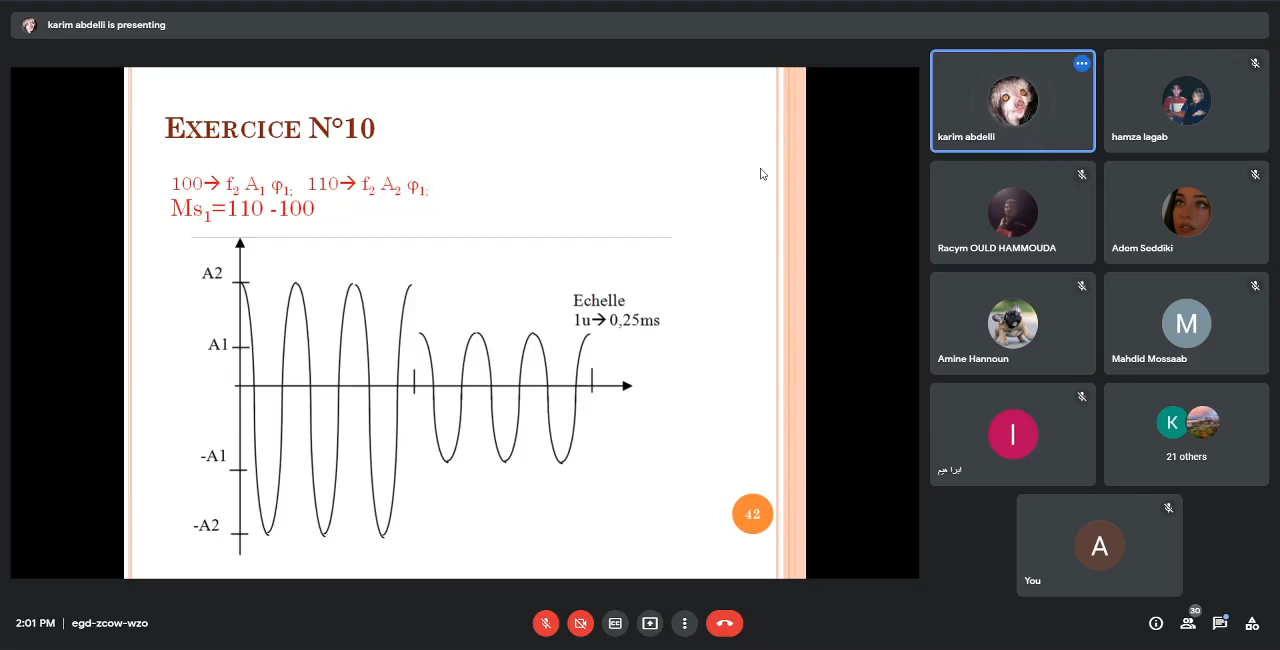 karim abdelli is presenting
EXERCICE N°10
100→ f2 A1 φ1; 110→ f2 A2 φ1;
Ms1=110 -100
A2
A1
-A1
-A2
Echelle
1u→ 0,25ms
42
karim abdelli
hamza lagab
Racym OULD HAMMOUDA
Adem Seddiki
Amine Hannoun
M
Mahdid Mossaab
I
ابراهيم
K
21 others
A
You
2:01 PM | egd-zcow-wzo
30